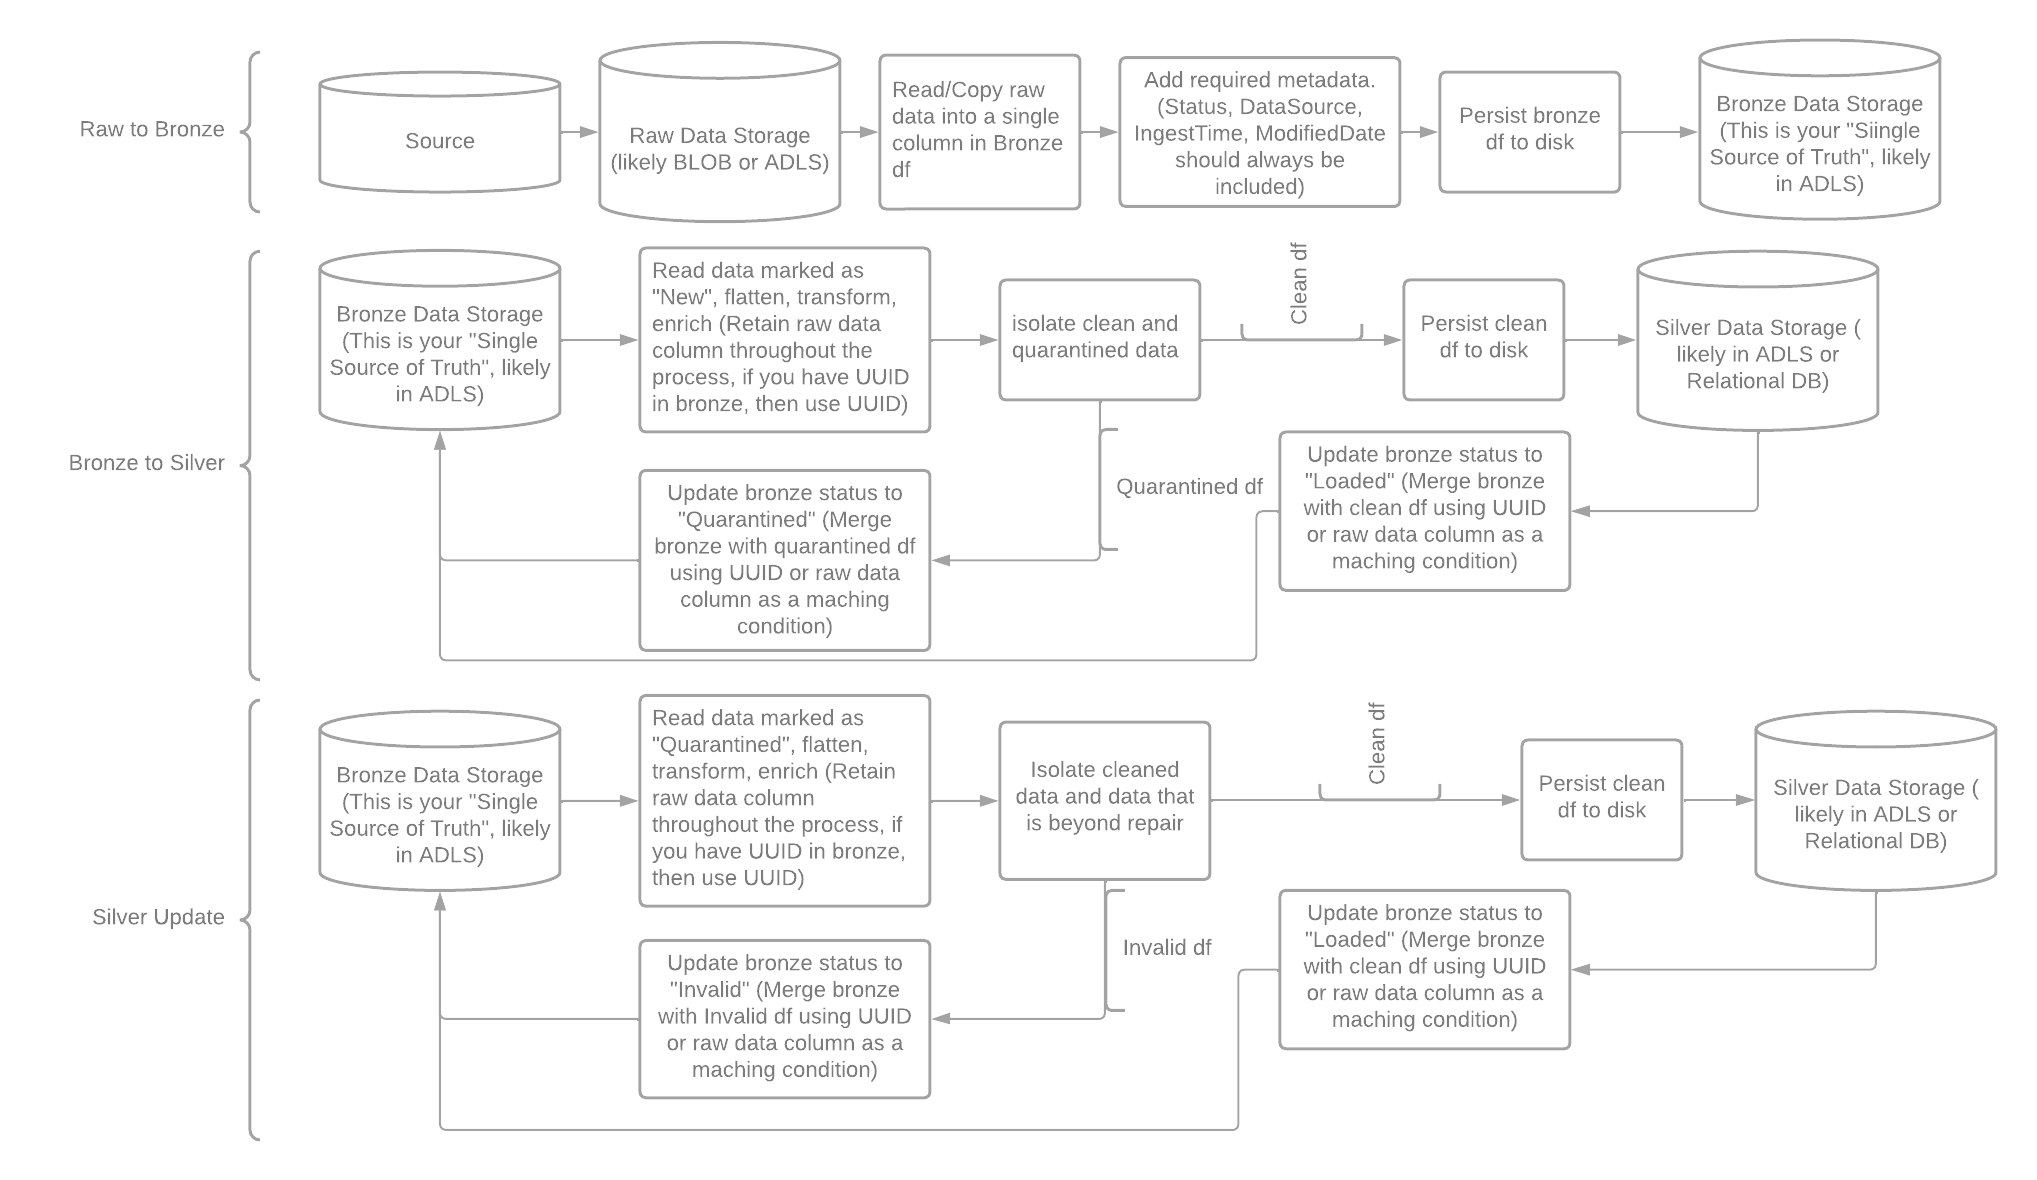 Raw to Bronze
Source
Raw Data Storage
(likely BLOB or ADLS)
Read/Copy raw
data into a single
column in Bronze
df
Add required metadata.
(Status, DataSource,
IngestTime, ModifiedDate
should always be
included)
Persist bronze
df to disk
Bronze Data Storage
(This is your "Siingle
Source of Truth", likely
in ADLS)
Bronze to Silver
Bronze Data Storage
(This is your "Single
Source of Truth", likely
in ADLS)
Read data marked as
"New", flatten, transform,
enrich (Retain raw data
column throughout the
process, if you have UUID
in bronze, then use UUID)
isolate clean and
quarantined data
Clean df
Persist clean
df to disk
Silver Data Storage (
likely in ADLS or
Relational DB)
Update bronze status to
"Quarantined" (Merge
bronze with quarantined df
using UUID or raw data
column as a maching
condition)
Quarantined df
Update bronze status to
"Loaded" (Merge bronze
with clean df using UUID
or raw data column as a
maching condition)
Silver Update
Bronze Data Storage
(This is your "Single
Source of Truth", likely
in ADLS)
Read data marked as
"Quarantined", flatten,
transform, enrich (Retain
raw data column
throughout the process, if
you have UUID in bronze,
then use UUID)
Isolate cleaned
data and data that
is beyond repair
Clean df
Persist clean
df to disk
Silver Data Storage (
likely in ADLS or
Relational DB)
Update bronze status to
"Invalid" (Merge bronze
with Invalid df using UUID
or raw data column as a
maching condition)
Invalid df
Update bronze status to
"Loaded" (Merge bronze
with clean df using UUID
or raw data column as a
maching condition)